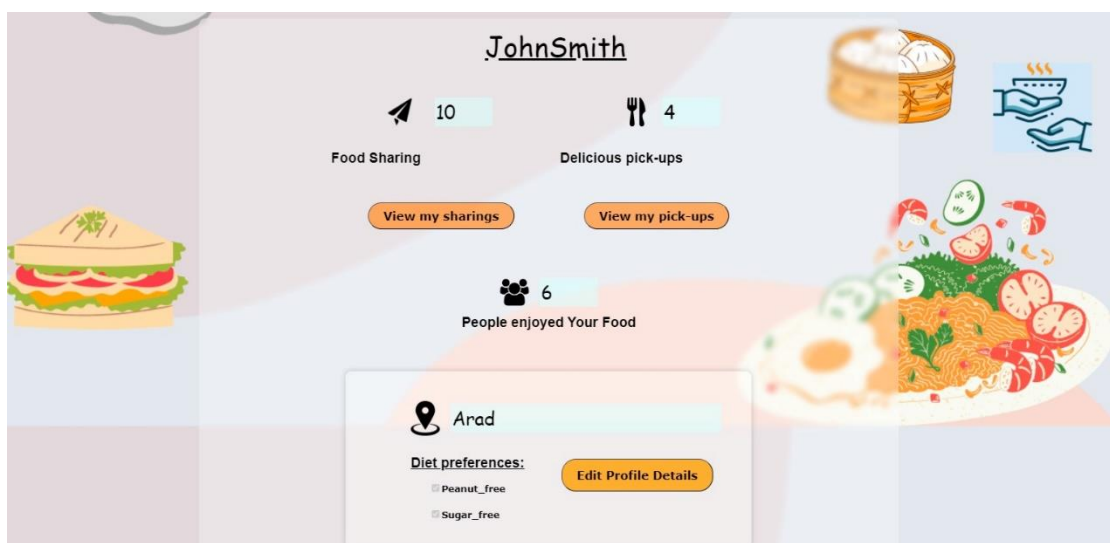 JohnSmith
10
4
Food Sharing
Delicious pick-ups
View my sharings
View my pick-ups
6
People enjoyed Your Food
Arad
Diet preferences:
Edit Profile Details
Peanut_free
Sugar_free